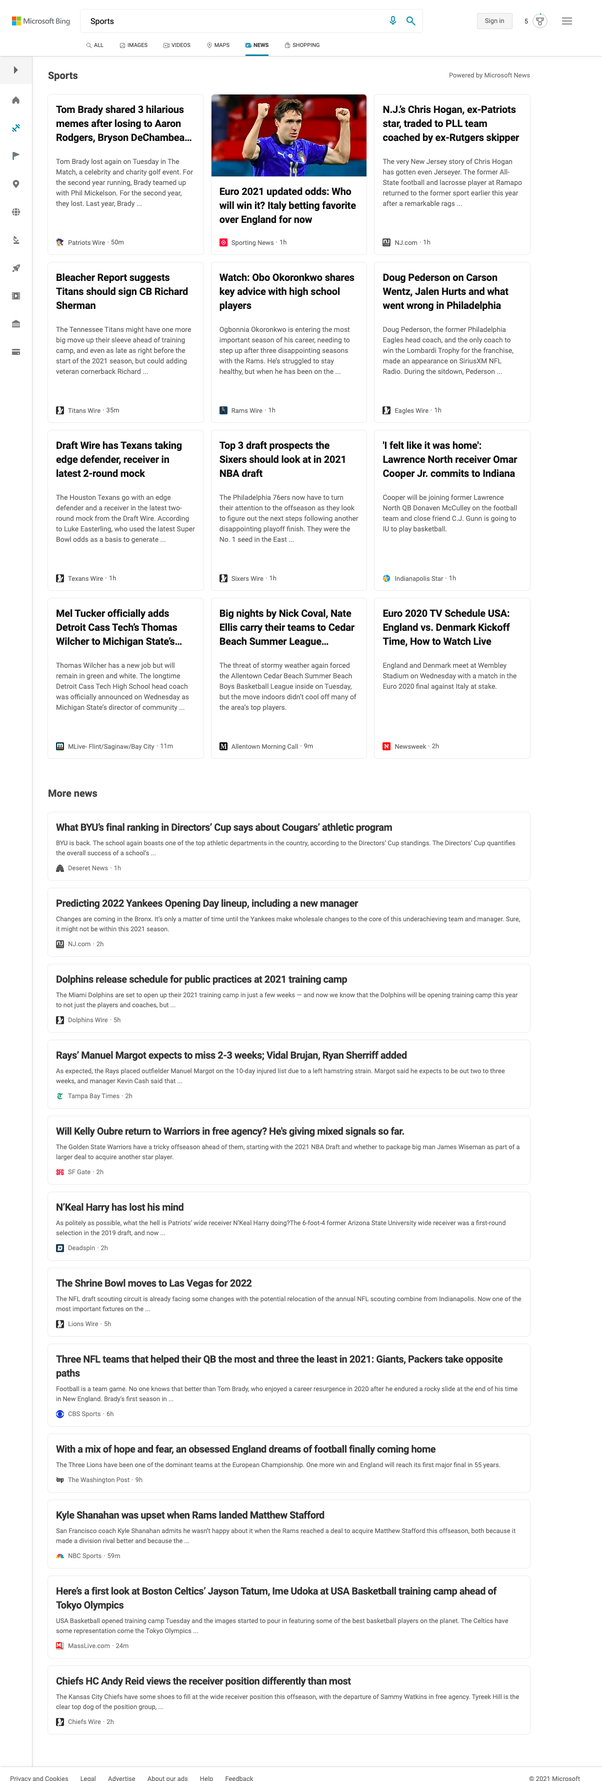 Microsoft Bing
Sports
Sign in
5
ALL
IMAGES
VIDEOS
MAPS
NEWS
SHOPPING
Sports
Powered by Microsoft News
Tom Brady shared 3 hilarious
memes after losing to Aaron
Rodgers, Bryson DeChambea...
Tom Brady lost again on Tuesday in The
Match, a celebrity and charity golf event. For
the second year running, Brady teamed up
with Phil Mickelson. For the second year,
they lost. Last year, Brady ...
Patriots Wire · 50m
Euro 2021 updated odds: Who
will win it? Italy betting favorite
over England for now
Sporting News · 1h
N.J.'s Chris Hogan, ex-Patriots
star, traded to PLL team
coached by ex-Rutgers skipper
The very New Jersey story of Chris Hogan
has gotten even Jerseyer. The former All-
State football and lacrosse player at Ramapo
returned to the former sport earlier this year
after a remarkable rags ...
NJ.com · 1h
Bleacher Report suggests
Titans should sign CB Richard
Sherman
The Tennessee Titans might have one more
big move up their sleeve ahead of training
camp, and even as late as right before the
start of the 2021 season, but could adding
veteran cornerback Richard ...
Titans Wire · 35m
Watch: Obo Okoronkwo shares
key advice with high school
players
Ogbonnia Okoronkwo is entering the most
important season of his career, needing to
step up after three disappointing seasons
with the Rams. He's struggled to stay
healthy, but when he has been on the ...
Rams Wire · 1h
Doug Pederson on Carson
Wentz, Jalen Hurts and what
went wrong in Philadelphia
Doug Pederson, the former Philadelphia
Eagles head coach, and the only coach to
win the Lombardi Trophy for the franchise,
made an appearance on SiriusXM NFL
Radio. During the sitdown, Pederson ...
Eagles Wire · 1h
Draft Wire has Texans taking
edge defender, receiver in
latest 2-round mock
The Houston Texans go with an edge
defender and a receiver in the latest two-
round mock from the Draft Wire. According
to Luke Easterling, who used the latest Super
Bowl odds as a basis to generate ...
Texans Wire · 1h
Top 3 draft prospects the
Sixers should look at in 2021
NBA draft
The Philadelphia 76ers now have to turn
their attention to the offseason as they look
to figure out the next steps following another
disappointing playoff finish. They were the
No. 1 seed in the East ...
Sixers Wire · 1h
'I felt like it was home':
Lawrence North receiver Omar
Cooper Jr. commits to Indiana
Cooper will be joining former Lawrence
North QB Donaven McCulley on the football
team and close friend C.J. Gunn is going to
IU to play basketball.
Indianapolis Star · 1h
Mel Tucker officially adds
Detroit Cass Tech's Thomas
Wilcher to Michigan State's...
Thomas Wilcher has a new job but will
remain in green and white. The longtime
Detroit Cass Tech High School head coach
was officially announced on Wednesday as
Michigan State's director of community ...
MLive- Flint/Saginaw/Bay City · 11m
Big nights by Nick Coval, Nate
Ellis carry their teams to Cedar
Beach Summer League...
The threat of stormy weather again forced
the Allentown Cedar Beach Summer Beach
Boys Basketball League inside on Tuesday,
but the move indoors didn't cool off many of
the area's top players.
Allentown Morning Call · 9m
Euro 2020 TV Schedule USA:
England vs. Denmark Kickoff
Time, How to Watch Live
England and Denmark meet at Wembley
Stadium on Wednesday with a match in the
Euro 2020 final against Italy at stake.
Newsweek · 2h
More news
What BYU's final ranking in Directors' Cup says about Cougars' athletic program
BYU is back. The school again boasts one of the top athletic departments in the country, according to the Directors' Cup standings. The Directors' Cup quantifies
the overall success of a school's ...
Deseret News · 1h
Predicting 2022 Yankees Opening Day lineup, including a new manager
Changes are coming in the Bronx. It's only a matter of time until the Yankees make wholesale changes to the core of this underachieving team and manager. Sure,
it might not be within this 2021 season.
NJ.com · 2h
Dolphins release schedule for public practices at 2021 training camp
The Miami Dolphins are set to open up their 2021 training camp in just a few weeks — and now we know that the Dolphins will be opening training camp this year
to not just the players and coaches, but ...
Dolphins Wire · 5h
Rays' Manuel Margot expects to miss 2-3 weeks; Vidal Brujan, Ryan Sherriff added
As expected, the Rays placed outfielder Manuel Margot on the 10-day injured list due to a left hamstring strain. Margot said he expects to be out two to three
weeks, and manager Kevin Cash said that ...
Tampa Bay Times · 2h
Will Kelly Oubre return to Warriors in free agency? He's giving mixed signals so far.
The Golden State Warriors have a tricky offseason ahead of them, starting with the 2021 NBA Draft and whether to package big man James Wiseman as part of a
larger deal to acquire another star player.
SF Gate · 2h
N'Keal Harry has lost his mind
As politely as possible, what the hell is Patriots' wide receiver N'Keal Harry doing?The 6-foot-4 former Arizona State University wide receiver was a first-round
selection in the 2019 draft, and now ...
Deadspin · 2h
The Shrine Bowl moves to Las Vegas for 2022
The NFL draft scouting circuit is already facing some changes with the potential relocation of the annual NFL scouting combine from Indianapolis. Now one of the
most important fixtures on the ...
Lions Wire · 5h
Three NFL teams that helped their QB the most and three the least in 2021: Giants, Packers take opposite
paths
Football is a team game. No one knows that better than Tom Brady, who enjoyed a career resurgence in 2020 after he endured a rocky slide at the end of his time
in New England. Brady's first season in ...
CBS Sports · 6h
With a mix of hope and fear, an obsessed England dreams of football finally coming home
The Three Lions have been one of the dominant teams at the European Championship. One more win and England will reach its first major final in 55 years.
The Washington Post · 9h
Kyle Shanahan was upset when Rams landed Matthew Stafford
San Francisco coach Kyle Shanahan admits he wasn't happy about it when the Rams reached a deal to acquire Matthew Stafford this offseason, both because it
made a division rival better and because the ...
NBC Sports · 59m
Here's a first look at Boston Celtics' Jayson Tatum, Ime Udoka at USA Basketball training camp ahead of
Tokyo Olympics
USA Basketball opened training camp Tuesday and the images started to pour in featuring some of the best basketball players on the planet. The Celtics have
some representation come the Tokyo Olympics ...
MassLive.com · 24m
Chiefs HC Andy Reid views the receiver position differently than most
The Kansas City Chiefs have some shoes to fill at the wide receiver position this offseason, with the departure of Sammy Watkins in free agency. Tyreek Hill is the
clear top dog of the position group, ...
Chiefs Wire · 2h
Privacy and Cookies
Legal
Advertise
About our ads
Help
Feedback
© 2021 Microsoft